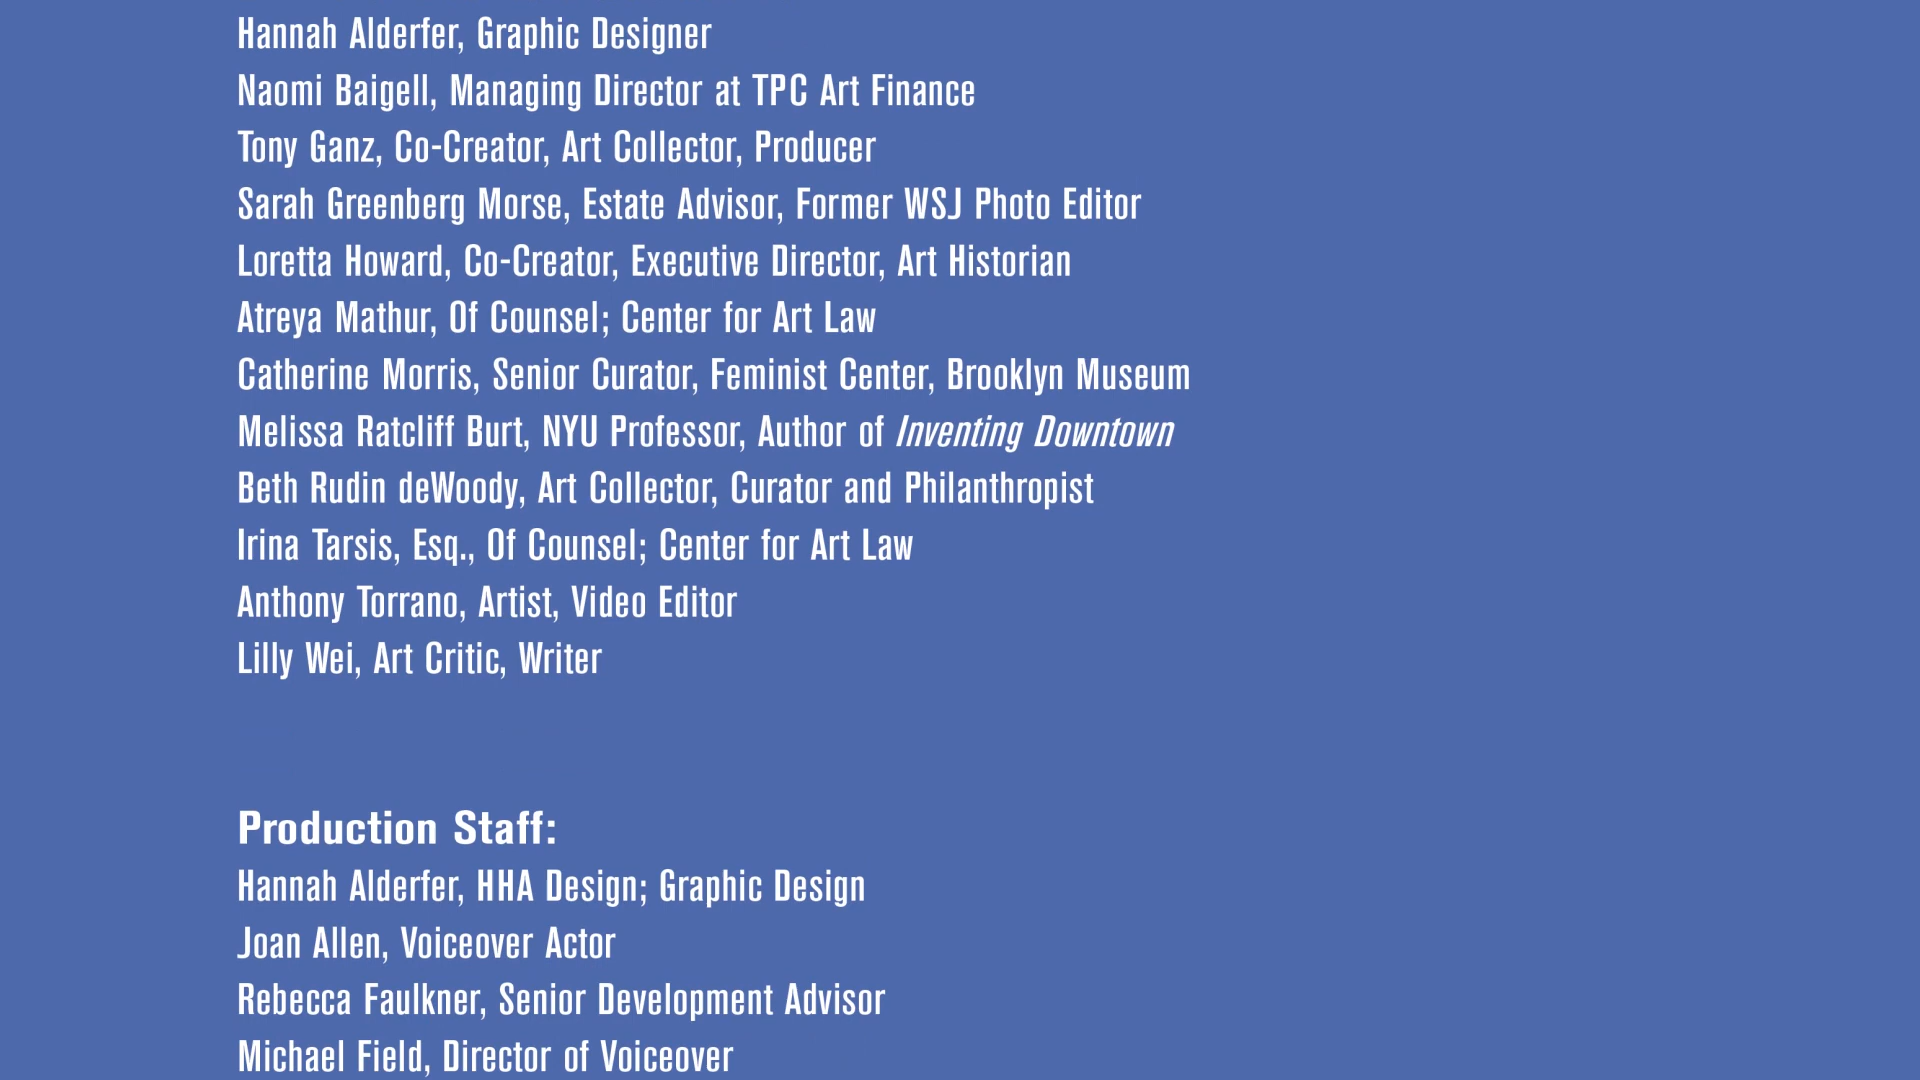 Hannah Alderfer, Graphic Designer
Naomi Baigell, Managing Director at TPC Art Finance
Tony Ganz, Co-Creator, Art Collector, Producer
Sarah Greenberg Morse, Estate Advisor, Former WSJ Photo Editor
Loretta Howard, Co-Creator, Executive Director, Art Historian
Atreya Mathur, Of Counsel; Center for Art Law
Catherine Morris, Senior Curator, Feminist Center, Brooklyn Museum
Melissa Ratcliff Burt, NYU Professor, Author of Inventing Downtown
Beth Rudin deWoody, Art Collector, Curator and Philanthropist
Irina Tarsis, Esq., Of Counsel; Center for Art Law
Anthony Torrano, Artist, Video Editor
Lilly Wei, Art Critic, Writer
Production Staff:
Hannah Alderfer, HHA Design; Graphic Design
Joan Allen, Voiceover Actor
Rebecca Faulkner, Senior Development Advisor
Michael Field, Director of Voiceover